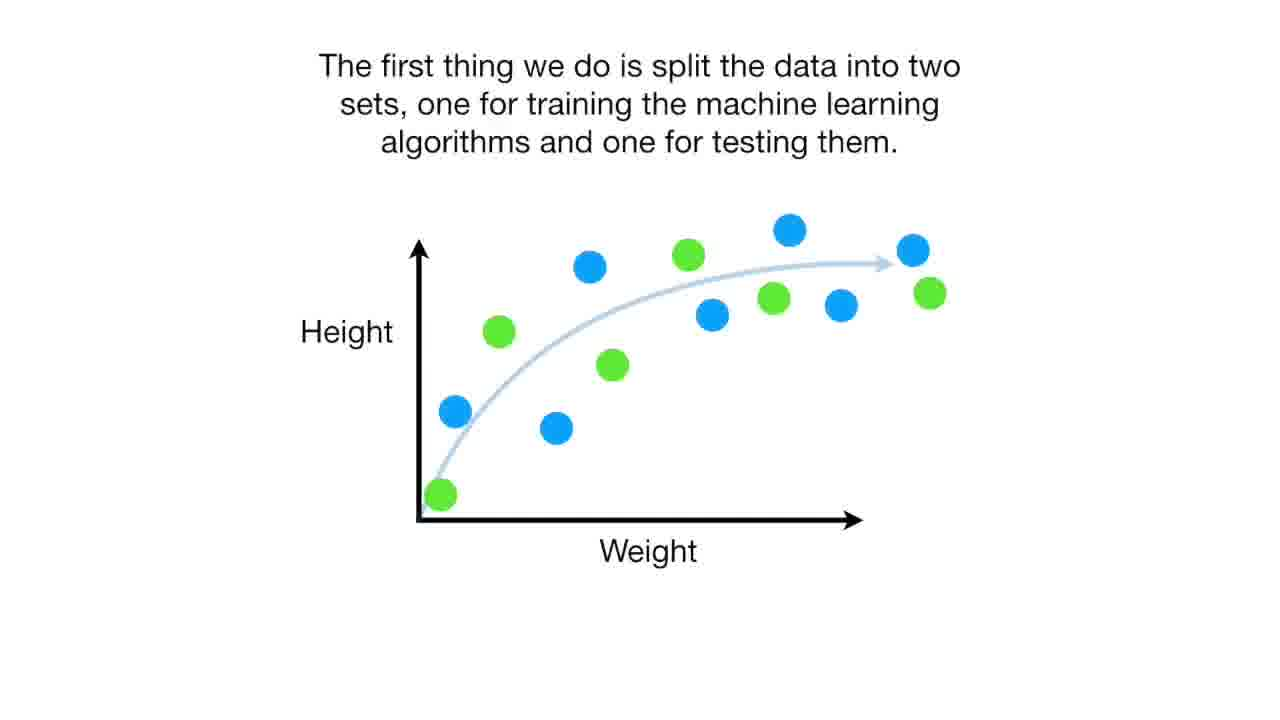 The first thing we do is split the data into two
sets, one for training the machine learning
algorithms and one for testing them.
Height
Weight